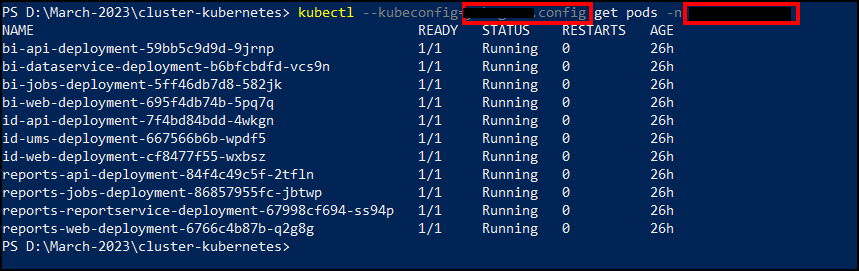 PS D:\March-2023\cluster-kubernetes> kubectl --kubeconfig= .config get pods -n
NAME READY STATUS RESTARTS AGE
bi-api-deployment-59bb5c9d9d-9jrnp 1/1 Running 0 26h
bi-dataservice-deployment-b6bfcbdfd-vcs9n 1/1 Running 0 26h
bi-jobs-deployment-5ff46db7d8-582jk 1/1 Running 0 26h
bi-web-deployment-695f4db74b-5pq7q 1/1 Running 0 26h
id-api-deployment-7f4bd84bdd-4wkgn 1/1 Running 0 26h
id-ums-deployment-667566b6b-wpdf5 1/1 Running 0 26h
id-web-deployment-cf8477f55-wxbsz 1/1 Running 0 26h
reports-api-deployment-84f4c49c5f-2tfln 1/1 Running 0 26h
reports-jobs-deployment-86857955fc-jbtwp 1/1 Running 0 26h
reports-reportservice-deployment-67998cf694-ss94p 1/1 Running 0 26h
reports-web-deployment-6766c4b87b-q2g8g 1/1 Running 0 26h
PS D:\March-2023\cluster-kubernetes>